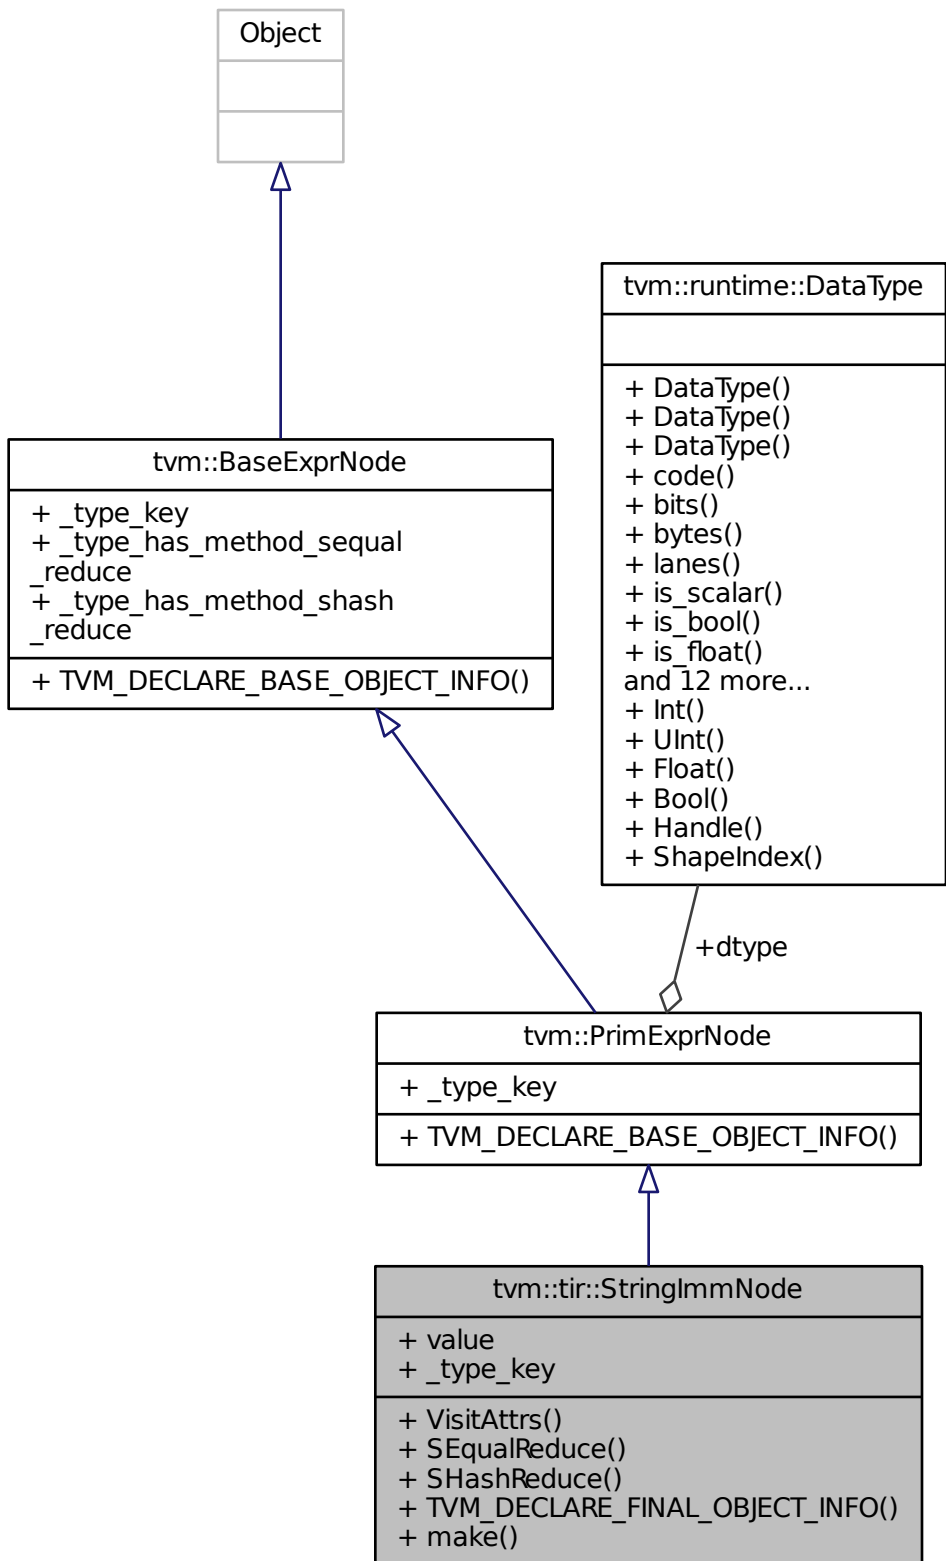 Object
tvm::runtime::DataType
+ DataType()
+ DataType()
+ DataType()
+ code()
+ bits()
+ bytes()
+ lanes()
+ is_scalar()
+ is_bool()
+ is_float()
and 12 more...
+ Int()
+ UInt()
+ Float()
+ Bool()
+ Handle()
+ ShapeIndex()
tvm::BaseExprNode
+ _type_key
+ _type_has_method_sequal
_reduce
+ _type_has_method_shash
_reduce
+ TVM_DECLARE_BASE_OBJECT_INFO()
+dtype
tvm::PrimExprNode
+ _type_key
+ TVM_DECLARE_BASE_OBJECT_INFO()
tvm::tir::StringImmNode
+ value
+ _type_key
+ VisitAttrs()
+ SEqualReduce()
+ SHashReduce()
+ TVM_DECLARE_FINAL_OBJECT_INFO()
+ make()